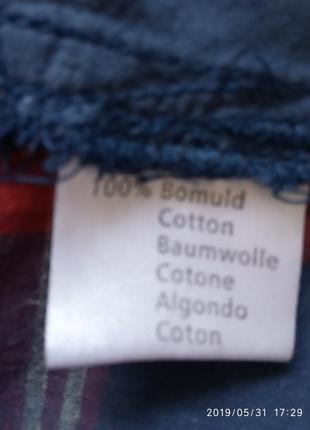 100% Bomuld
Cotton
Baumwolle
Cotone
Algondo
Coton
2019/05/31 17:29